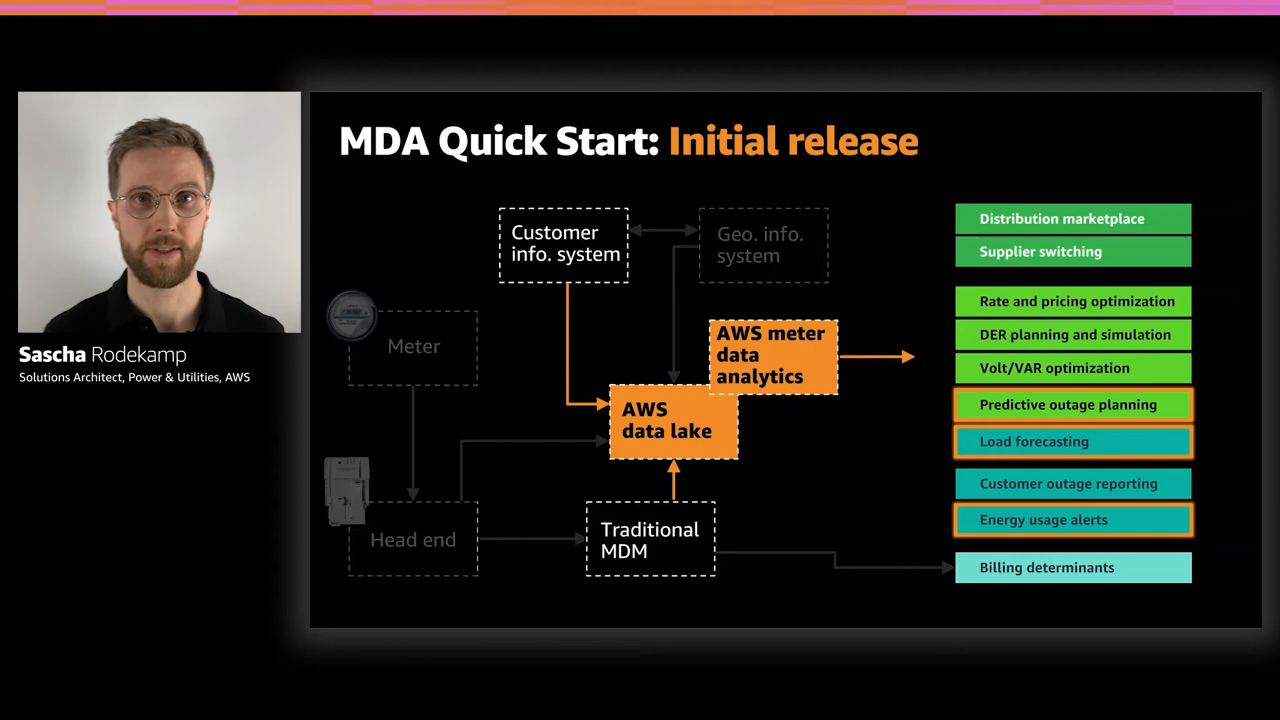 MDA Quick Start: Initial release
Sascha Rodekamp
Solutions Architect, Power & Utilities, AWS
Customer
info. system
Geo. info.
system
Meter
AWS meter
data
analytics
AWS
data lake
Head end
Traditional
MDM
Distribution marketplace
Supplier switching
Rate and pricing optimization
DER planning and simulation
Volt/VAR optimization
Predictive outage planning
Load forecasting
Customer outage reporting
Energy usage alerts
Billing determinants